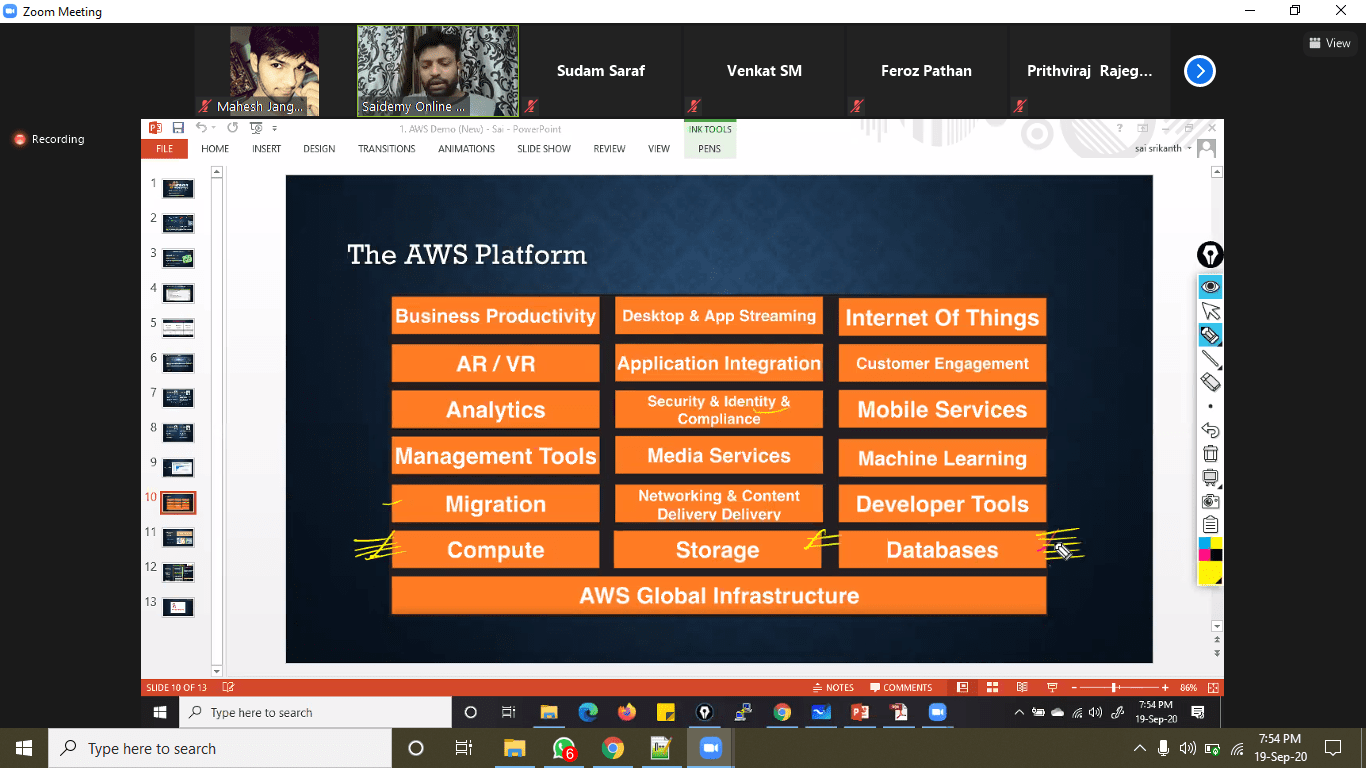 Zoom Meeting
View
Sudam Saraf
Venkat SM
Feroz Pathan
Prithviraj Rajeg...
Mahesh Jang...
Saidemy Online ...
Recording
1. AWS Demo (New) - Sai - PowerPoint
INK TOOLS
FILE
HOME
INSERT
DESIGN
TRANSITIONS
ANIMATIONS
SLIDE SHOW
REVIEW
VIEW
PENS
sai srikanth
1
2
3
4
5
6
7
8
9
10
11
12
13
The AWS Platform
Business Productivity
Desktop & App Streaming
Internet Of Things
AR / VR
Application Integration
Customer Engagement
Analytics
Security & Identity &
Compliance
Mobile Services
Management Tools
Media Services
Machine Learning
Migration
Networking & Content
Delivery Delivery
Developer Tools
Compute
Storage
Databases
AWS Global Infrastructure
SLIDE 10 OF 13
NOTES
COMMENTS
86%
Type here to search
7:54 PM
19-Sep-20
Type here to search
6
7:54 PM
19-Sep-20